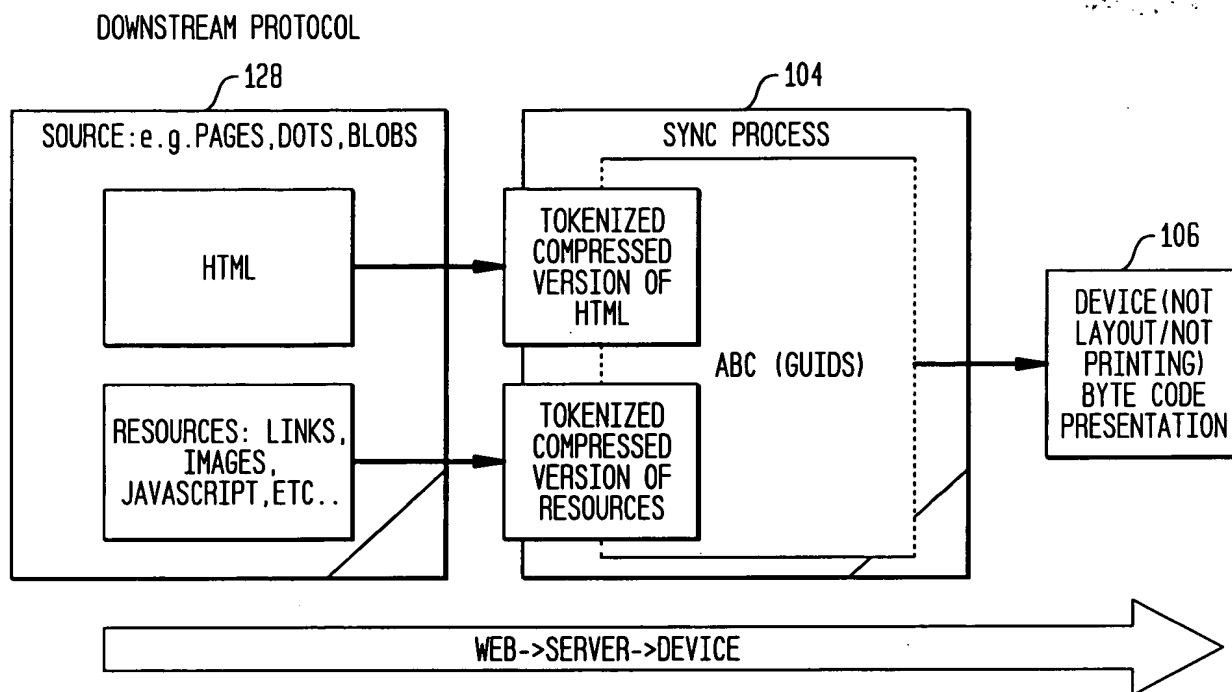 DOWNSTREAM PROTOCOL
128
104
SOURCE:e.g.PAGES,DOTS,BLOBS
SYNC PROCESS
HTML
TOKENIZED
COMPRESSED
VERSION OF
HTML
106
DEVICE(NOT
LAYOUT/NOT
PRINTING)
BYTE CODE
PRESENTATION
ABC (GUIDS)
RESOURCES: LINKS,
IMAGES,
JAVASCRIPT,ETC..
TOKENIZED
COMPRESSED
VERSION OF
RESOURCES
WEB->SERVER->DEVICE